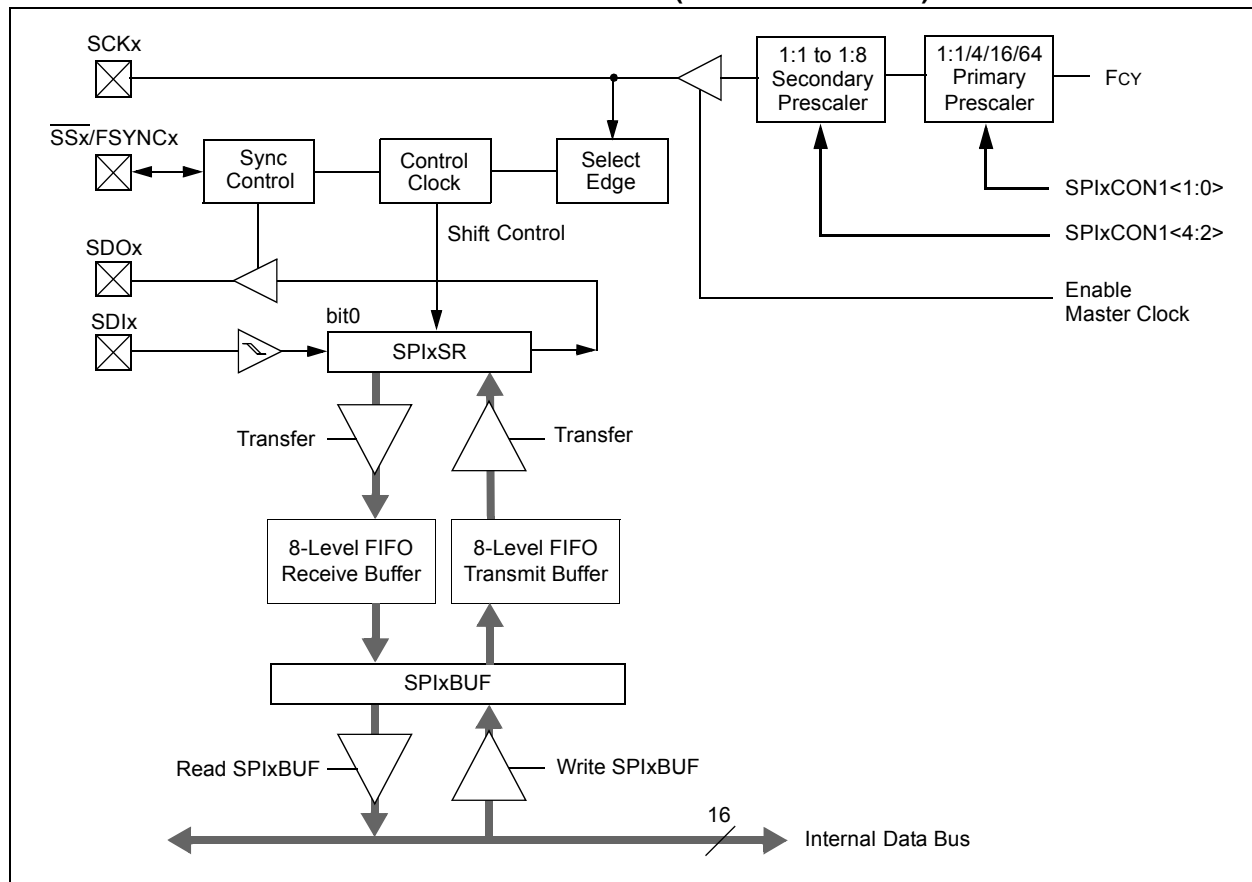 SCKx
1:1 to 1:8
Secondary
Prescaler
1:1/4/16/64
Primary
Prescaler
FCY
SSx/FSYNCx
Sync
Control
Control
Clock
Select
Edge
SPIxCON1<1:0>
Shift Control
SPIxCON1<4:2>
SDOx
Enable
Master Clock
SDIx
bit0
SPIxSR
Transfer
Transfer
8-Level FIFO
Receive Buffer
8-Level FIFO
Transmit Buffer
SPIxBUF
Read SPIxBUF
Write SPIxBUF
16
Internal Data Bus